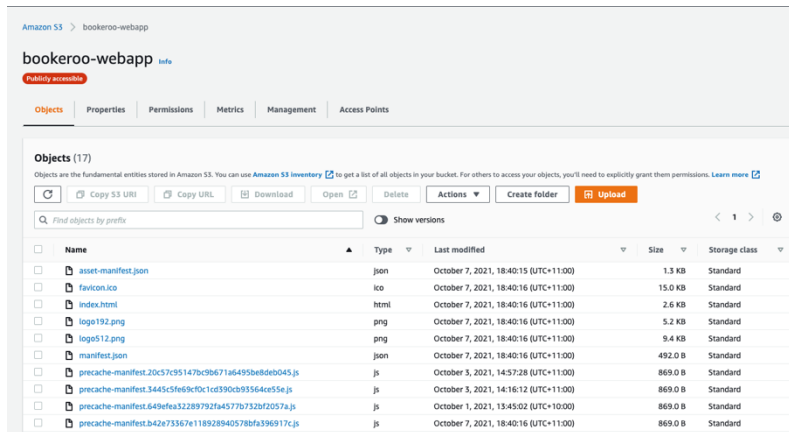 Amazon S3 > bookeroo-webapp
bookeroo-webapp Info
Publicly accessible
Objects Properties Permissions Metrics Management Access Points
Objects (17)
Objects are the fundamental entities stored in Amazon S3. You can use Amazon S3 inventory to get a list of all objects in your bucket. For others to access your objects, you'll need to explicitly grant them permissions. Learn more
Copy S3 URI Copy URL Download Open Delete Actions Create folder Upload
Find objects by prefix Show versions 1
Name Type Last modified Size Storage class
asset-manifest.json json October 7, 2021, 18:40:15 (UTC+11:00) 1.3 KB Standard
favicon.ico ico October 7, 2021, 18:40:16 (UTC+11:00) 15.0 KB Standard
index.html html October 7, 2021, 18:40:16 (UTC+11:00) 2.6 KB Standard
logo192.png png October 7, 2021, 18:40:16 (UTC+11:00) 5.2 KB Standard
logo512.png png October 7, 2021, 18:40:16 (UTC+11:00) 9.4 KB Standard
manifest.json json October 7, 2021, 18:40:16 (UTC+11:00) 492.0 B Standard
precache-manifest.20c57c95147bc9b671a6495be8deb045.js js October 3, 2021, 14:57:28 (UTC+11:00) 869.0 B Standard
precache-manifest.3445c5fe69cf0c1cd390cb93564ce55e.js js October 3, 2021, 14:16:12 (UTC+11:00) 869.0 B Standard
precache-manifest.649efea32289792fa4577b732bf2057a.js js October 1, 2021, 13:45:02 (UTC+10:00) 869.0 B Standard
precache-manifest.b42e73367e118928940578bfa396917c.js js October 7, 2021, 18:40:16 (UTC+11:00) 869.0 B Standard